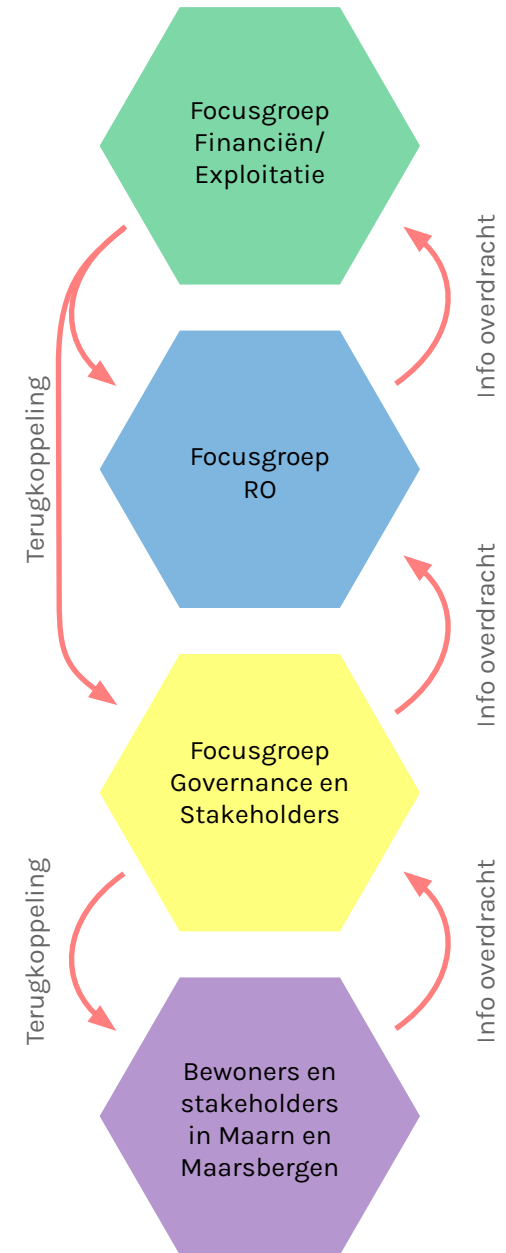 Focusgroep
Financiën/
Exploitatie
Info overdracht
Terugkoppeling
Focusgroep
RO
Info overdracht
Focusgroep
Governance en
Stakeholders
Terugkoppeling
Info overdracht
Bewoners en
stakeholders
in Maarn en
Maarsbergen